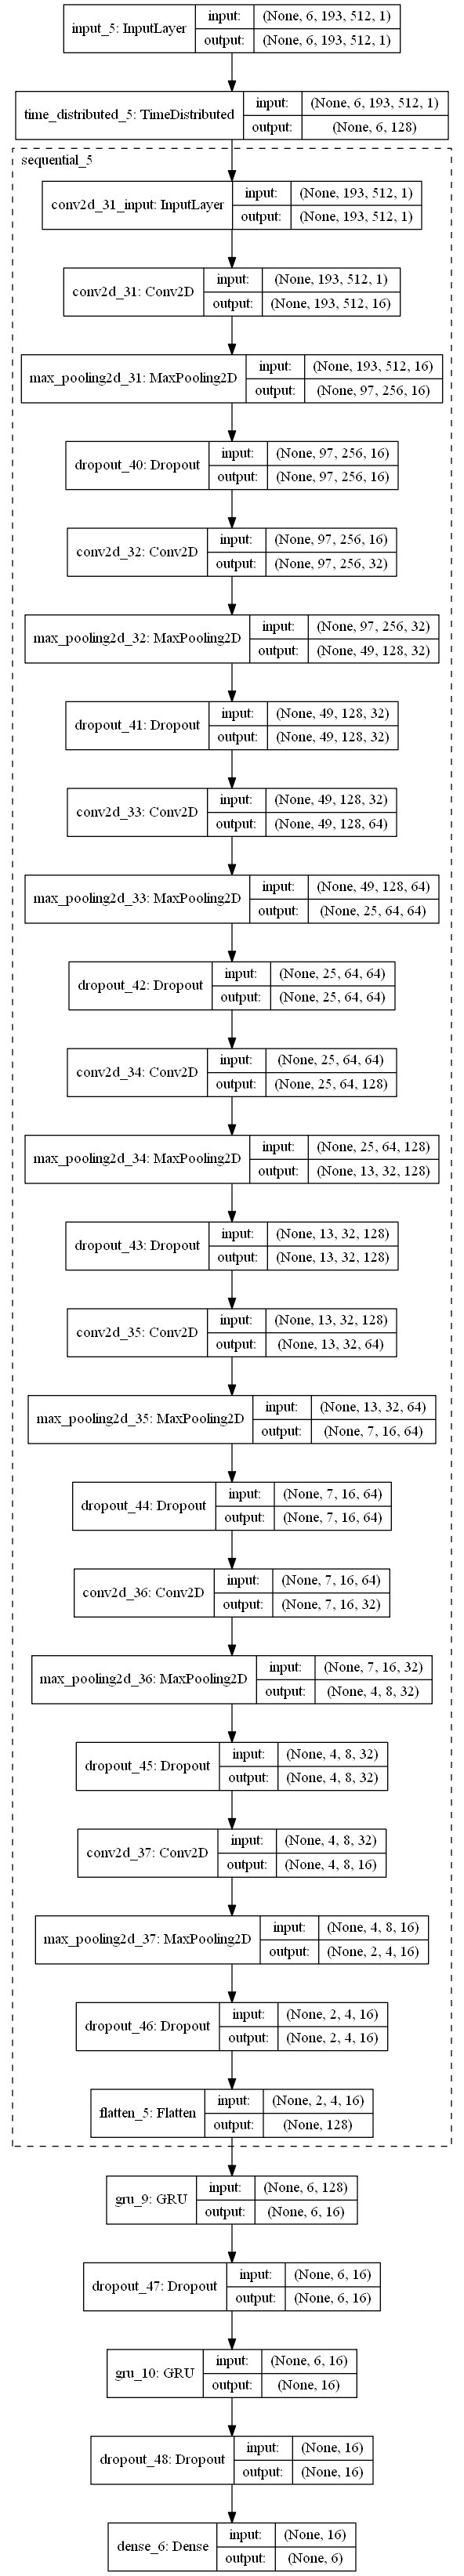 input_5: InputLayer
input: (None, 6, 193, 512, 1)
output: (None, 6, 193, 512, 1)
time_distributed_5: TimeDistributed
input: (None, 6, 193, 512, 1)
output: (None, 6, 128)
sequential_5
conv2d_31_input: InputLayer
input: (None, 193, 512, 1)
output: (None, 193, 512, 1)
conv2d_31: Conv2D
input: (None, 193, 512, 1)
output: (None, 193, 512, 16)
max_pooling2d_31: MaxPooling2D
input: (None, 193, 512, 16)
output: (None, 97, 256, 16)
dropout_40: Dropout
input: (None, 97, 256, 16)
output: (None, 97, 256, 16)
conv2d_32: Conv2D
input: (None, 97, 256, 16)
output: (None, 97, 256, 32)
max_pooling2d_32: MaxPooling2D
input: (None, 97, 256, 32)
output: (None, 49, 128, 32)
dropout_41: Dropout
input: (None, 49, 128, 32)
output: (None, 49, 128, 32)
conv2d_33: Conv2D
input: (None, 49, 128, 32)
output: (None, 49, 128, 64)
max_pooling2d_33: MaxPooling2D
input: (None, 49, 128, 64)
output: (None, 25, 64, 64)
dropout_42: Dropout
input: (None, 25, 64, 64)
output: (None, 25, 64, 64)
conv2d_34: Conv2D
input: (None, 25, 64, 64)
output: (None, 25, 64, 128)
max_pooling2d_34: MaxPooling2D
input: (None, 25, 64, 128)
output: (None, 13, 32, 128)
dropout_43: Dropout
input: (None, 13, 32, 128)
output: (None, 13, 32, 128)
conv2d_35: Conv2D
input: (None, 13, 32, 128)
output: (None, 13, 32, 64)
max_pooling2d_35: MaxPooling2D
input: (None, 13, 32, 64)
output: (None, 7, 16, 64)
dropout_44: Dropout
input: (None, 7, 16, 64)
output: (None, 7, 16, 64)
conv2d_36: Conv2D
input: (None, 7, 16, 64)
output: (None, 7, 16, 32)
max_pooling2d_36: MaxPooling2D
input: (None, 7, 16, 32)
output: (None, 4, 8, 32)
dropout_45: Dropout
input: (None, 4, 8, 32)
output: (None, 4, 8, 32)
conv2d_37: Conv2D
input: (None, 4, 8, 32)
output: (None, 4, 8, 16)
max_pooling2d_37: MaxPooling2D
input: (None, 4, 8, 16)
output: (None, 2, 4, 16)
dropout_46: Dropout
input: (None, 2, 4, 16)
output: (None, 2, 4, 16)
flatten_5: Flatten
input: (None, 2, 4, 16)
output: (None, 128)
gru_9: GRU
input: (None, 6, 128)
output: (None, 6, 16)
dropout_47: Dropout
input: (None, 6, 16)
output: (None, 6, 16)
gru_10: GRU
input: (None, 6, 16)
output: (None, 16)
dropout_48: Dropout
input: (None, 16)
output: (None, 16)
dense_6: Dense
input: (None, 16)
output: (None, 6)